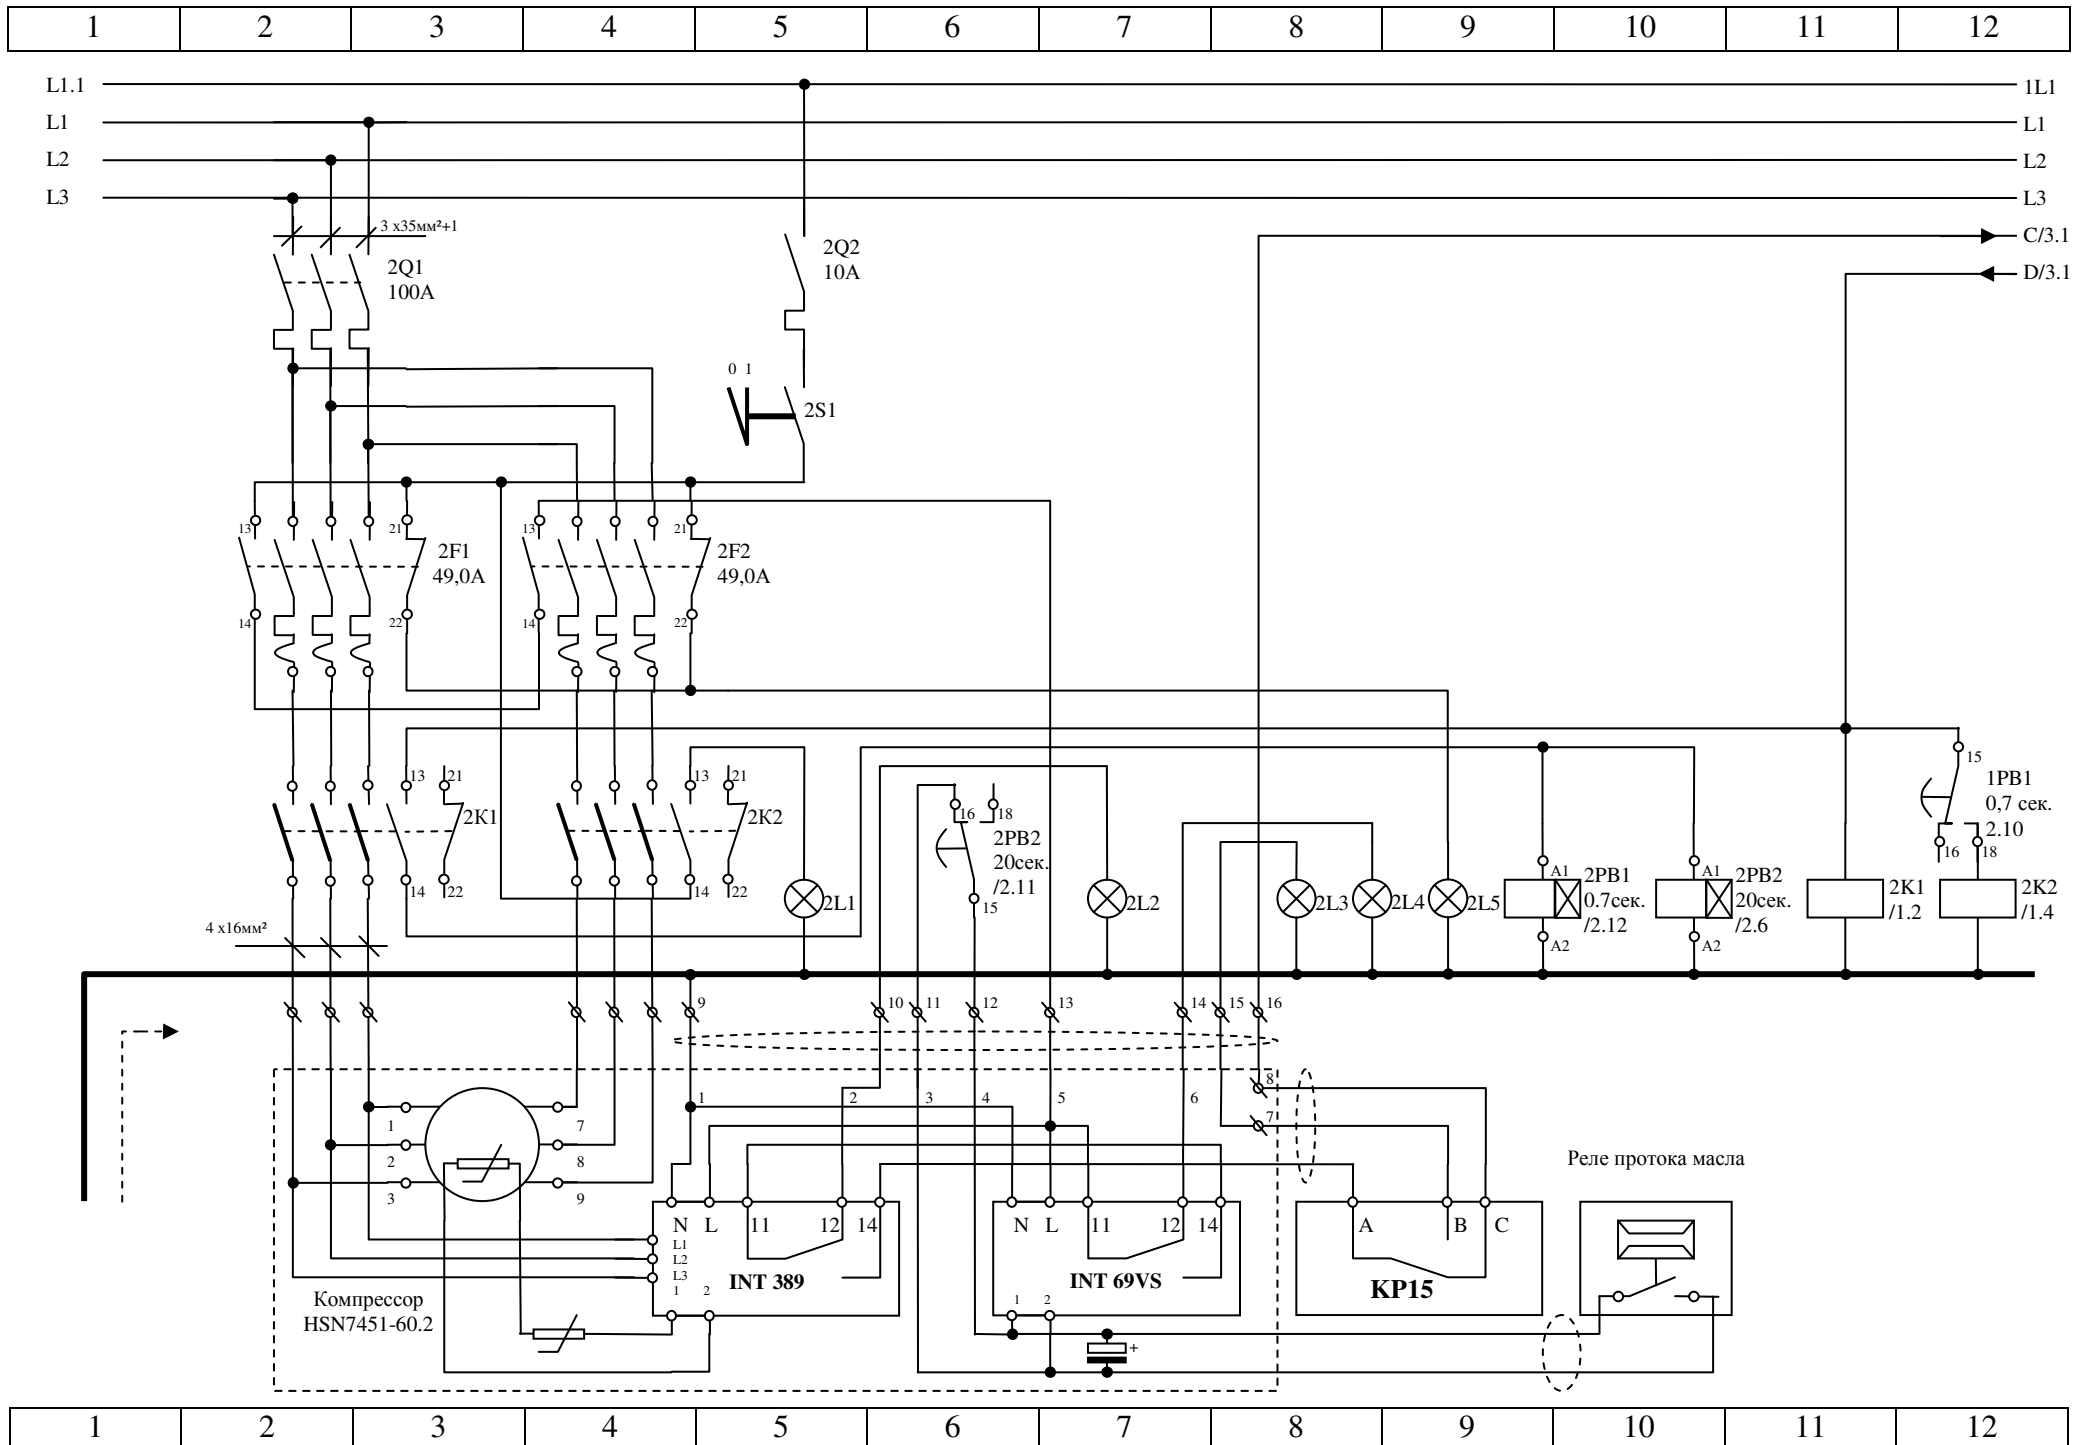 1 2 3 4 5 6 7 8 9 10 11 12
L1.1 1L1
L1 L1
L2 L2
L3 L3
3 x35мм²+1
C/3.1
D/3.1
2Q1
100A
2Q2
10A
0 1
2S1
13 21 13 21
2F1
49,0A
2F2
49,0A
14 22 14 22
13 21 13 21
2K1
2K2
16 18
2PB2
20сек.
/2.11
15
15
1PB1
0,7 сек.
2.10
16 18
14 22 14 22
2L1
2L2
2L3
2L4
2L5
A1
2PB1
0.7сек.
/2.12
A2
A1
2PB2
20сек.
/2.6
A2
2K1
/1.2
2K2
/1.4
4 x16мм²
9 10 11 12 13 14 15 16
8
1 2 3 4 5 6
7
1 7
2 8
3 9
Реле протока масла
N L 11 12 14
L1
L2
L3
1 2
INT 389
N L 11 12 14
INT 69VS
1 2
A B C
KP15
Компрессор
HSN7451-60.2
+
1 2 3 4 5 6 7 8 9 10 11 12